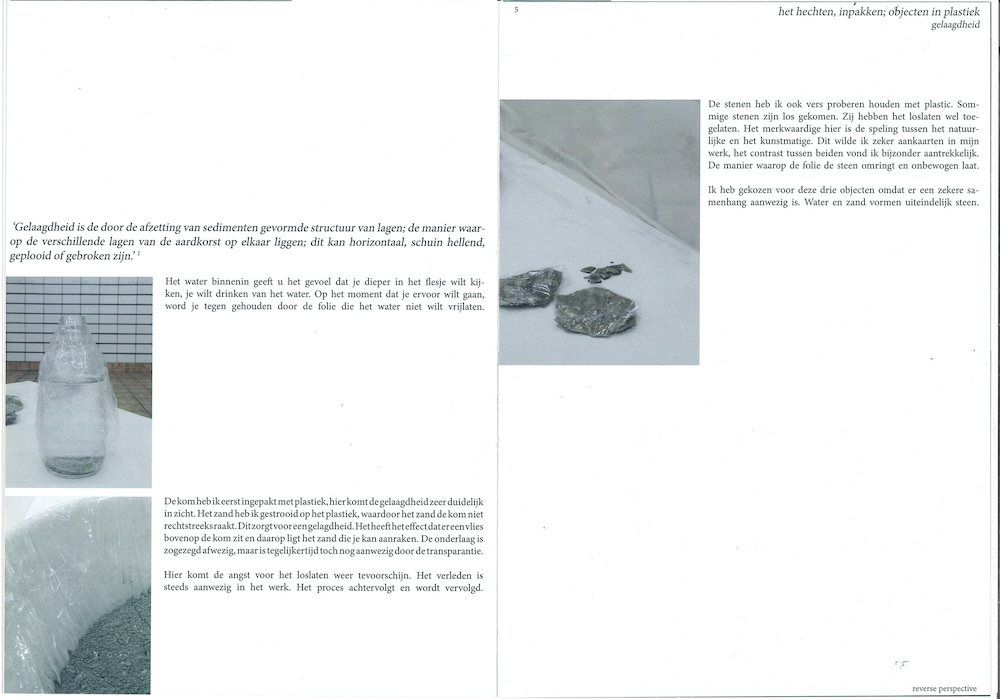 'Gelaagdheid is de door de afzetting van sedimenten gevormde structuur van lagen; de manier waar-
op de verschillende lagen van de aardkorst op elkaar liggen; dit kan horizontaal, schuin hellend,
geplooid of gebroken zijn.' ¹
Het water binnenin geeft u het gevoel dat je dieper in het flesje wilt kij-
ken, je wilt drinken van het water. Op het moment dat je ervoor wilt gaan,
word je tegen gehouden door de folie die het water niet wilt vrijlaten.
De kom heb ik eerst ingepakt met plastiek, hier komt de gelaagdheid zeer duidelijk
in zicht. Het zand heb ik gestrooid op het plastiek, waardoor het zand de kom niet
rechtstreeks raakt. Dit zorgt voor een gelagdheid. Het heeft het effect dat er een vlies
bovenop de kom zit en daarop ligt het zand die je kan aanraken. De onderlaag is
zogezegd afwezig, maar is tegelijkertijd toch nog aanwezig door de transparantie.
Hier komt de angst voor het loslaten weer tevoorschijn. Het verleden is
steeds aanwezig in het werk. Het proces achtervolgt en wordt vervolgd.
5
het hechten, inpakken; objecten in plastiek
gelaagdheid
De stenen heb ik ook vers proberen houden met plastic. Som-
mige stenen zijn los gekomen. Zij hebben het loslaten wel toe-
gelaten. Het merkwaardige hier is de speling tussen het natuur-
lijke en het kunstmatige. Dit wilde ik zeker aankaarten in mijn
werk, het contrast tussen beiden vond ik bijzonder aantrekkelijk.
De manier waarop de folie de steen omringt en onbewogen laat.
Ik heb gekozen voor deze drie objecten omdat er een zekere sa-
menhang aanwezig is. Water en zand vormen uiteindelijk steen.
reverse perspective